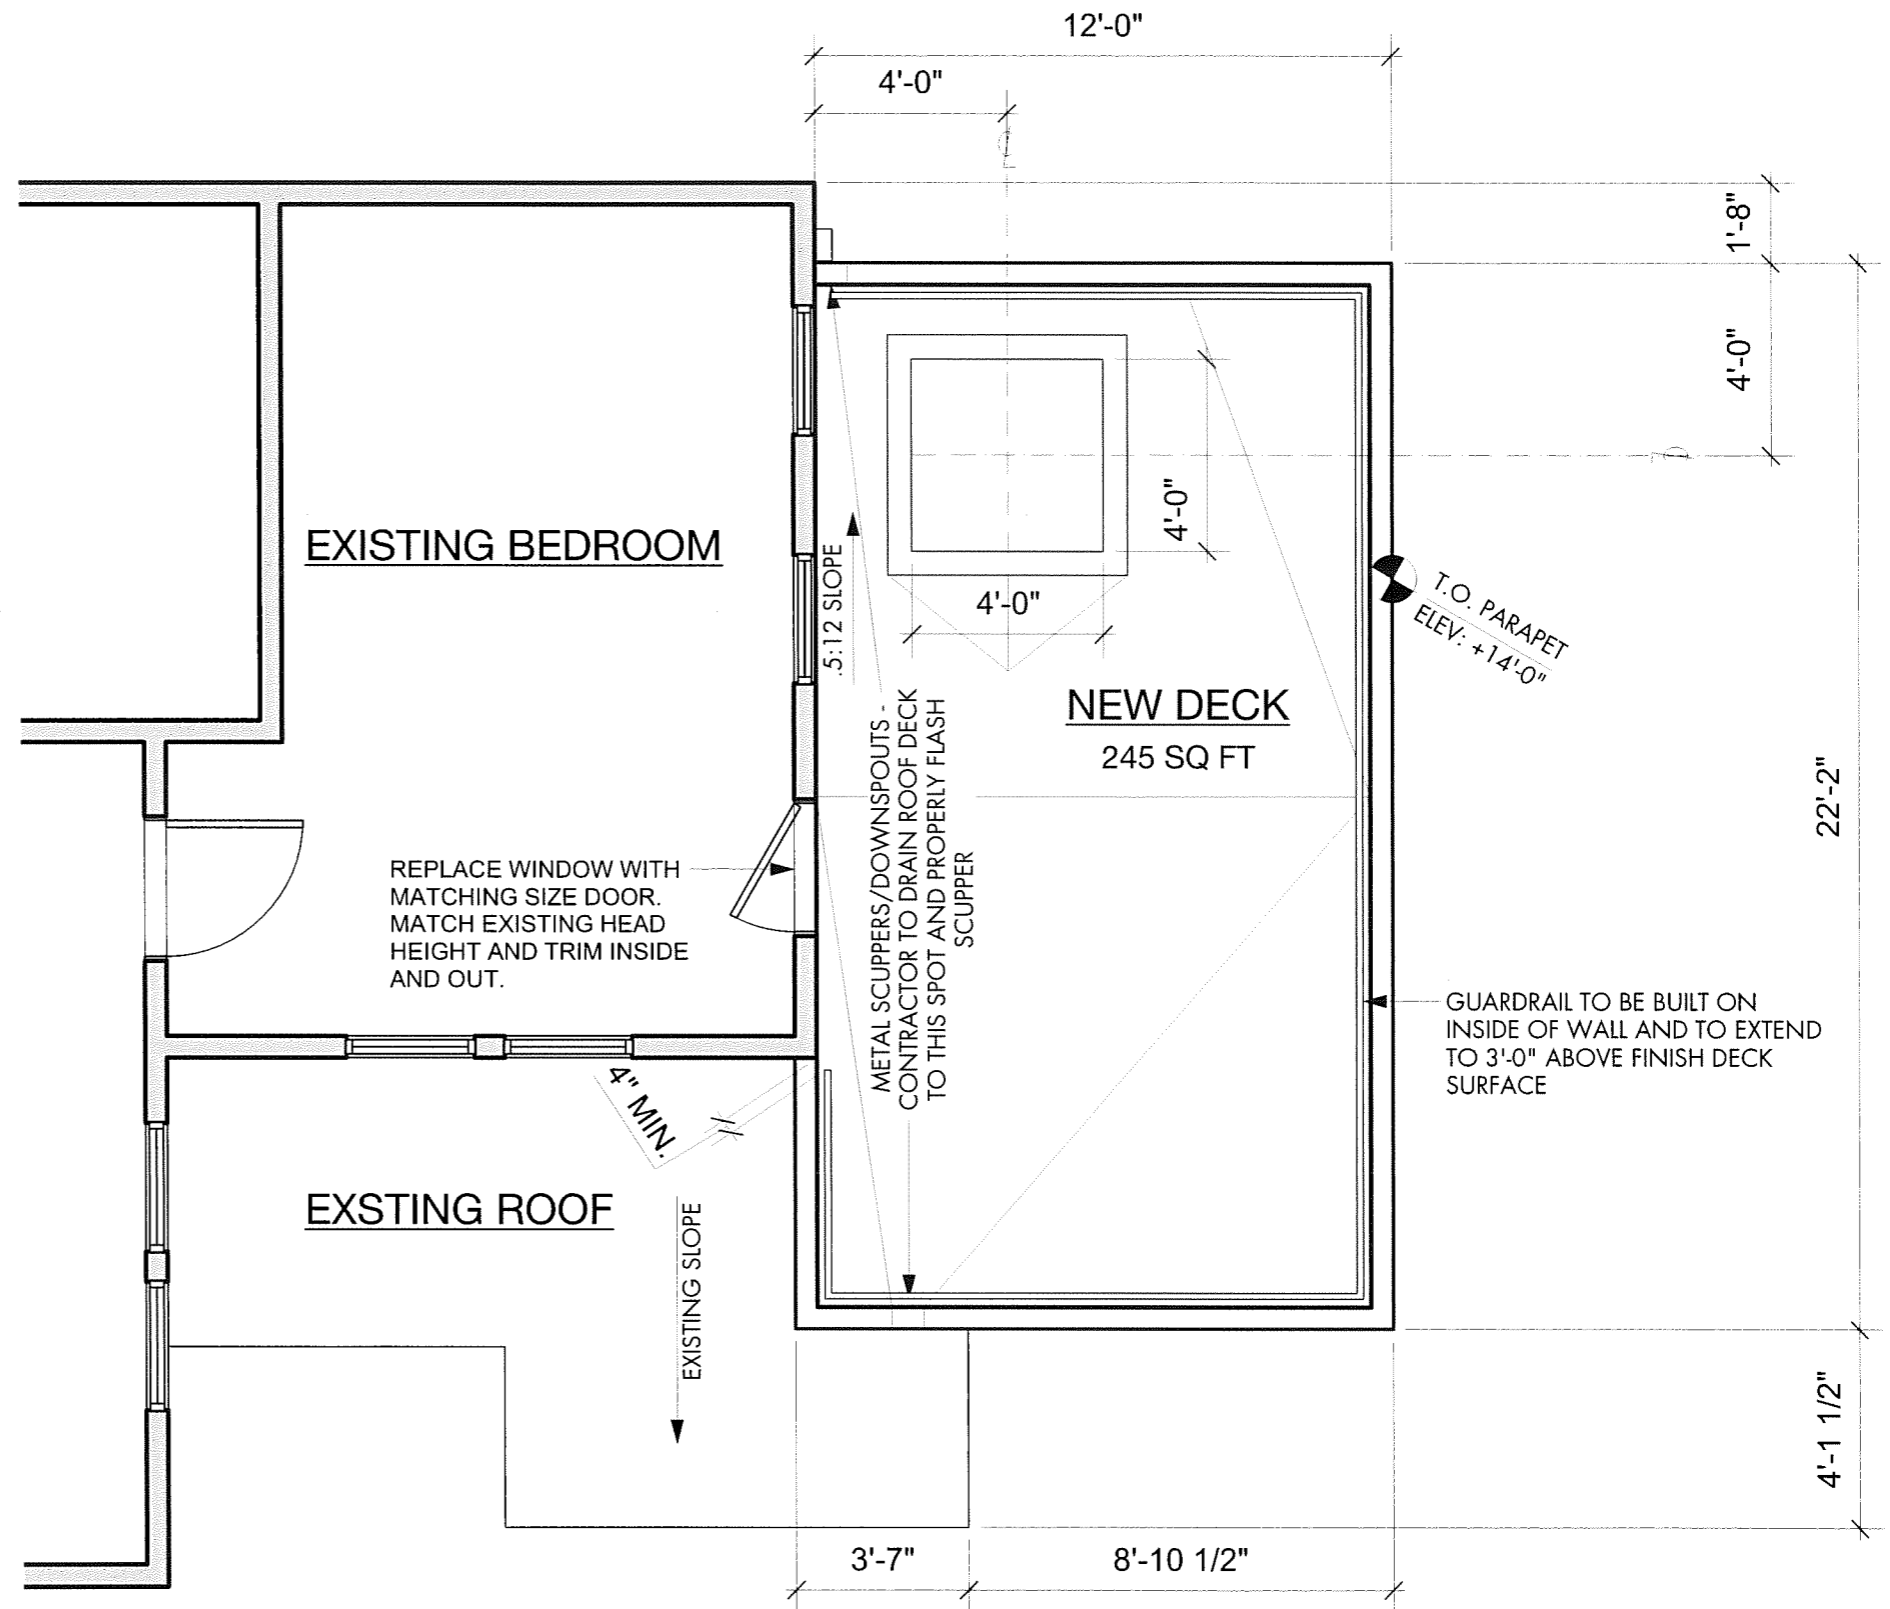 12'-0"
4'-0"
1'-8"
4'-0"
EXISTING BEDROOM
.5:12 SLOPE
4'-0"
4'-0"
T.O. PARAPET
ELEV: +14'-0"
NEW DECK
245 SQ FT
METAL SCUPPERS/DOWNSPOUTS -
CONTRACTOR TO DRAIN ROOF DECK
TO THIS SPOT AND PROPERLY FLASH
SCUPPER
22'-2"
REPLACE WINDOW WITH
MATCHING SIZE DOOR.
MATCH EXISTING HEAD
HEIGHT AND TRIM INSIDE
AND OUT.
GUARDRAIL TO BE BUILT ON
INSIDE OF WALL AND TO EXTEND
TO 3'-0" ABOVE FINISH DECK
SURFACE
4" MIN.
EXSTING ROOF
EXISTING SLOPE
4'-1 1/2"
3'-7"
8'-10 1/2"